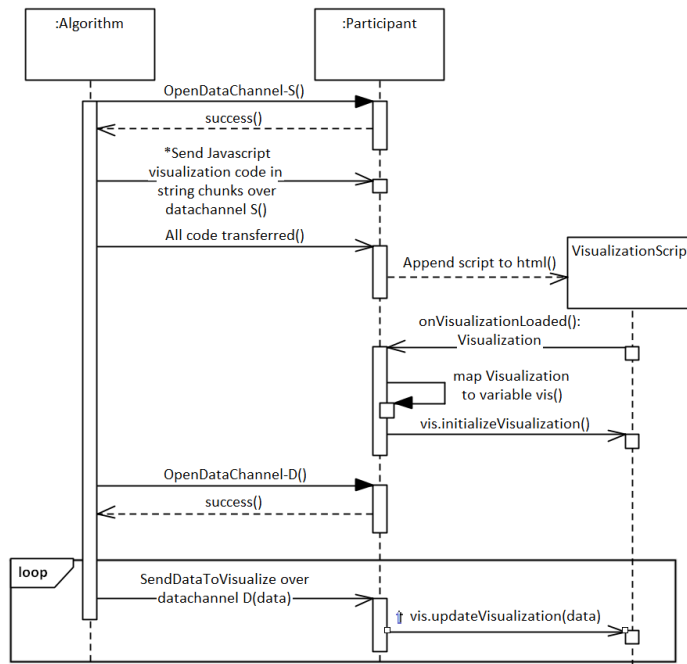 :Algorithm
:Participant
OpenDataChannel-S()
success()
*Send Javascript
visualization code in
string chunks over
datachannel S()
All code transferred()
VisualizationScrip
Append script to html()
onVisualizationLoaded():
Visualization
map Visualization
to variable vis()
vis.initializeVisualization()
OpenDataChannel-D()
success()
loop
SendDataToVisualize over
datachannel D(data)
⇑ vis.updateVisualization(data)